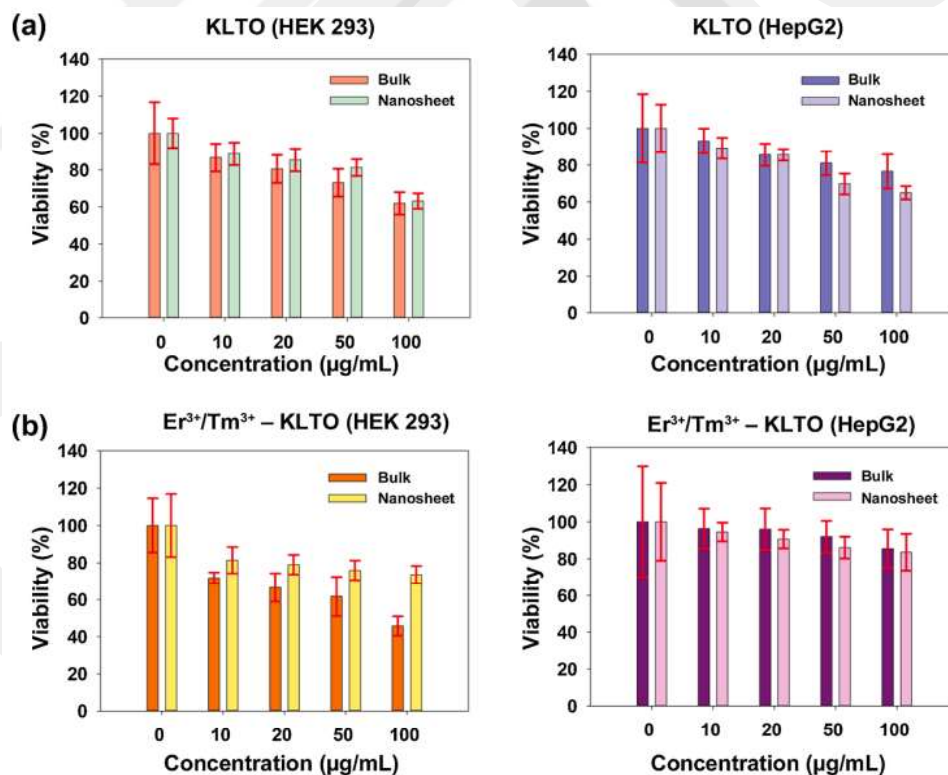 (a)
KLTO (HEK 293)
140
120
100
80
60
40
20
0
Viability (%)
Bulk
Nanosheet
0 10 20 50 100
Concentration (µg/mL)
KLTO (HepG2)
140
120
100
80
60
40
20
0
Viability (%)
Bulk
Nanosheet
0 10 20 50 100
Concentration (µg/mL)
(b)
Er³⁺/Tm³⁺ – KLTO (HEK 293)
140
120
100
80
60
40
20
0
Viability (%)
Bulk
Nanosheet
0 10 20 50 100
Concentration (µg/mL)
Er³⁺/Tm³⁺ – KLTO (HepG2)
140
120
100
80
60
40
20
0
Viability (%)
Bulk
Nanosheet
0 10 20 50 100
Concentration (µg/mL)